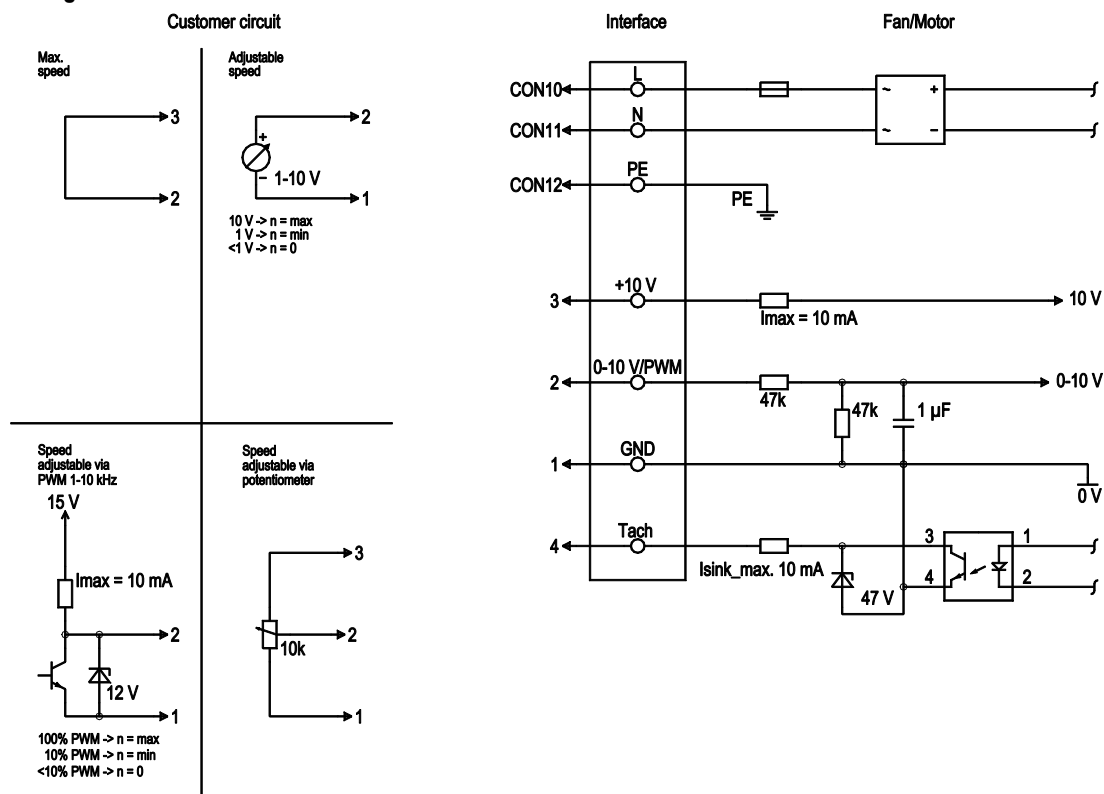 Customer circuit
Interface
Fan/Motor
Max.
speed
3
2
Adjustable
speed
2
+
– 1-10 V
1
10 V -> n = max
1 V -> n = min
<1 V -> n = 0
Speed
adjustable via
PWM 1-10 kHz
15 V
Imax = 10 mA
2
12 V
1
100% PWM -> n = max
10% PWM -> n = min
<10% PWM -> n = 0
Speed
adjustable via
potentiometer
3
2
10k
1
CON10
L
~ +
CON11
N
~ –
CON12
PE
PE
3
+10 V
10 V
Imax = 10 mA
2
0-10 V/PWM
0-10 V
47k
47k
1 µF
1
GND
0 V
4
Tach
3
1
Isink_max. 10 mA
4
2
47 V